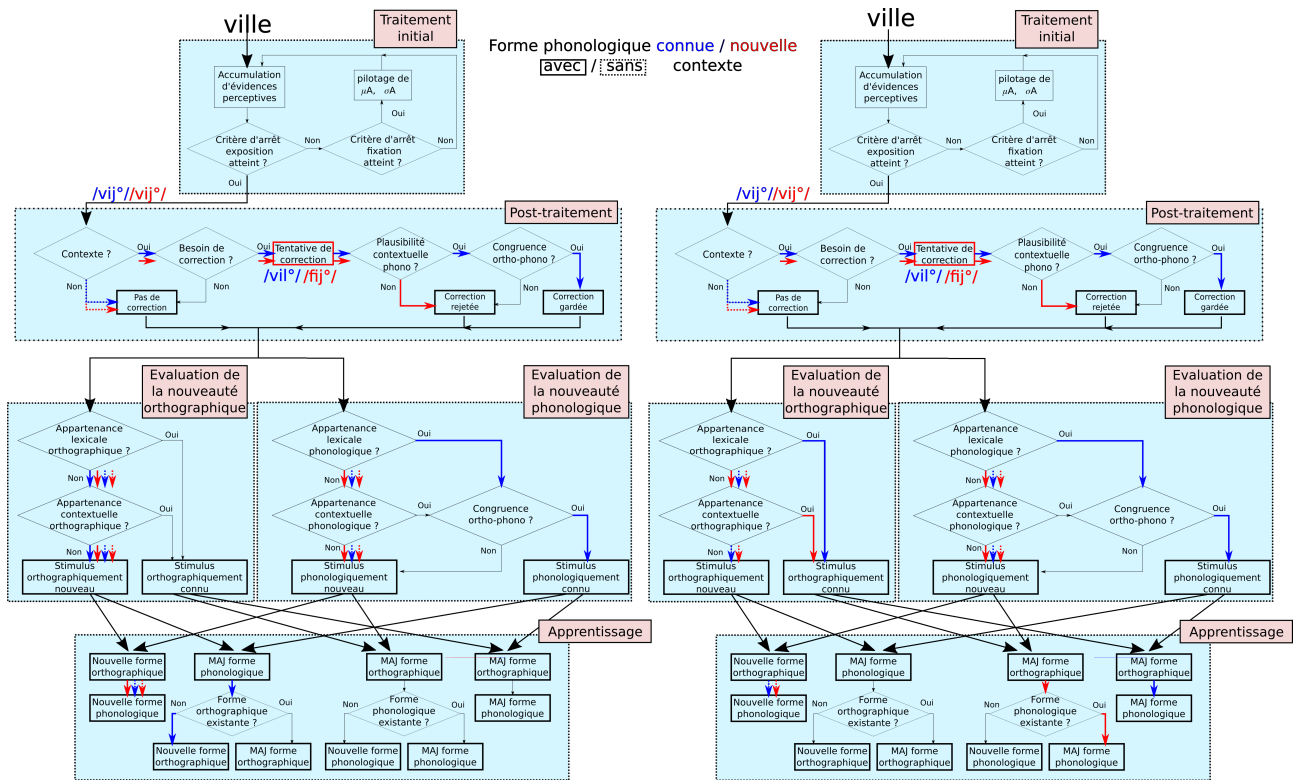 ville
Traitement
initial
Accumulation
d'évidences
perceptives
pilotage de
μA, σA
Oui
Critère d'arrêt
exposition
atteint ?
Non
Critère d'arrêt
fixation
atteint ?
Non
Oui
Forme phonologique connue / nouvelle
avec / sans contexte
ville
Traitement
initial
Accumulation
d'évidences
perceptives
pilotage de
μA, σA
Oui
Critère d'arrêt
exposition
atteint ?
Non
Critère d'arrêt
fixation
atteint ?
Non
Oui
/vij°//vij°/
Post-traitement
Contexte ?
Oui
Besoin de
correction ?
Oui
Tentative de
correction
/vil°/ /fij°/
Plausibilité
contextuelle
phono ?
Oui
Congruence
ortho-phono ?
Oui
Non
Non
Non
Non
Pas de
correction
Correction
rejetée
Correction
gardée
/vij°//vij°/
Post-traitement
Contexte ?
Oui
Besoin de
correction ?
Oui
Tentative de
correction
/vil°/ /fij°/
Plausibilité
contextuelle
phono ?
Oui
Congruence
ortho-phono ?
Oui
Non
Non
Non
Non
Pas de
correction
Correction
rejetée
Correction
gardée
Evaluation de
la nouveauté
orthographique
Appartenance
lexicale
orthographique ?
Oui
Non
Appartenance
contextuelle
orthographique ?
Oui
Non
Stimulus
orthographiquement
nouveau
Stimulus
orthographiquement
connu
Evaluation de
la nouveauté
phonologique
Appartenance
lexicale
phonologique ?
Oui
Non
Appartenance
contextuelle
phonologique ?
Oui
Congruence
ortho-phono ?
Oui
Non
Non
Stimulus
phonologiquement
nouveau
Stimulus
phonologiquement
connu
Evaluation de
la nouveauté
orthographique
Appartenance
lexicale
orthographique ?
Oui
Non
Appartenance
contextuelle
orthographique ?
Oui
Non
Stimulus
orthographiquement
nouveau
Stimulus
orthographiquement
connu
Evaluation de
la nouveauté
phonologique
Appartenance
lexicale
phonologique ?
Oui
Non
Appartenance
contextuelle
phonologique ?
Oui
Congruence
ortho-phono ?
Oui
Non
Non
Stimulus
phonologiquement
nouveau
Stimulus
phonologiquement
connu
Apprentissage
Nouvelle forme
orthographique
MAJ forme
phonologique
MAJ forme
orthographique
MAJ forme
orthographique
Nouvelle forme
phonologique
Non
Forme
orthographique
existante ?
Oui
Non
Forme
phonologique
existante ?
Oui
MAJ forme
phonologique
Nouvelle forme
orthographique
MAJ forme
orthographique
Nouvelle forme
phonologique
MAJ forme
phonologique
Apprentissage
Nouvelle forme
orthographique
MAJ forme
phonologique
MAJ forme
orthographique
MAJ forme
orthographique
Nouvelle forme
phonologique
Non
Forme
orthographique
existante ?
Oui
Non
Forme
phonologique
existante ?
Oui
MAJ forme
phonologique
Nouvelle forme
orthographique
MAJ forme
orthographique
Nouvelle forme
phonologique
MAJ forme
phonologique